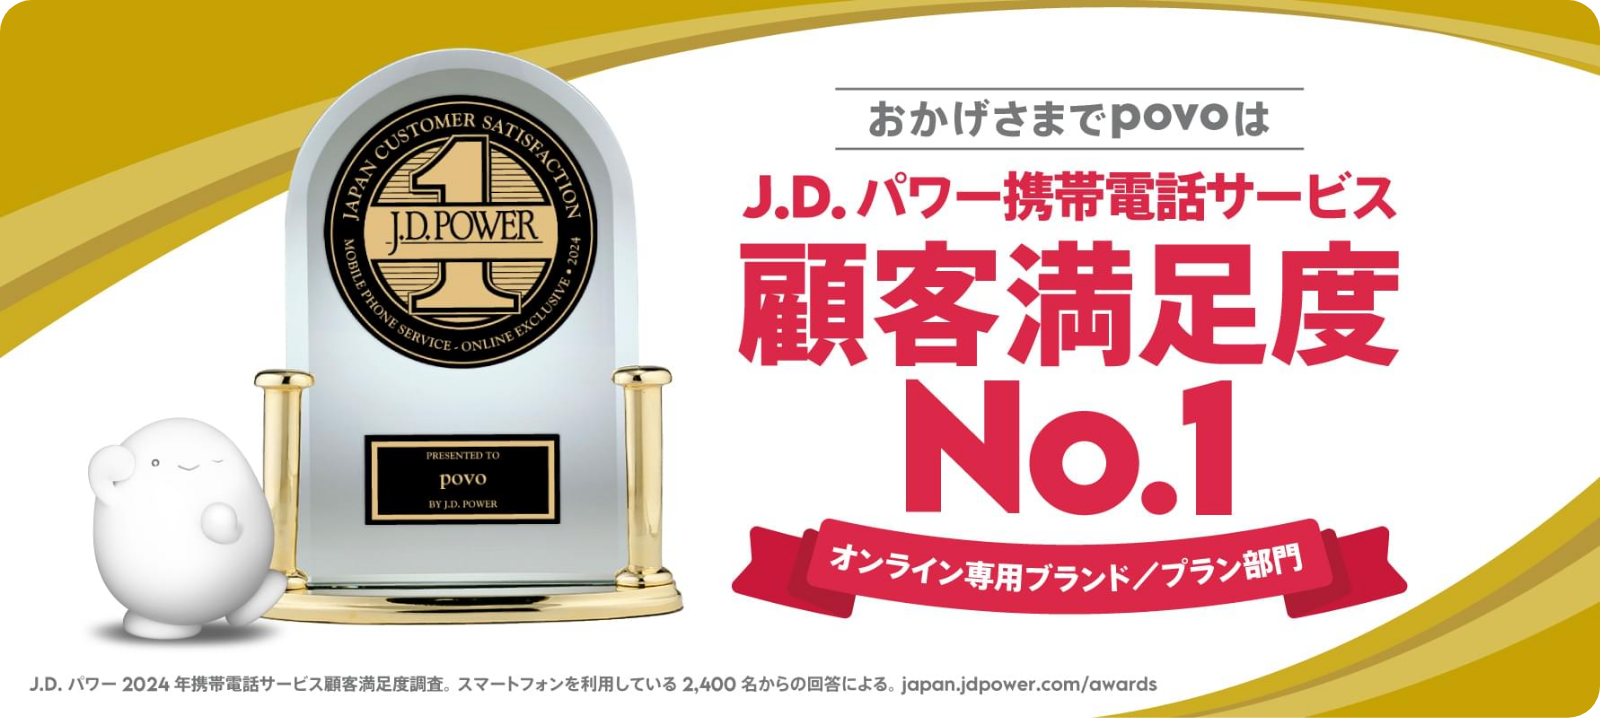 JAPAN CUSTOMER SATISFACTION
1
J.D. POWER
MOBILE PHONE SERVICE - ONLINE EXCLUSIVE • 2024
PRESENTED TO
povo
BY J.D. POWER
おかげさまでpovoは
J.D. パワー携帯電話サービス
顧客満足度
No.1
オンライン専用ブランド／プラン部門
J.D. パワー 2024 年携帯電話サービス顧客満足度調査。スマートフォンを利用している 2,400 名からの回答による。japan.jdpower.com/awards